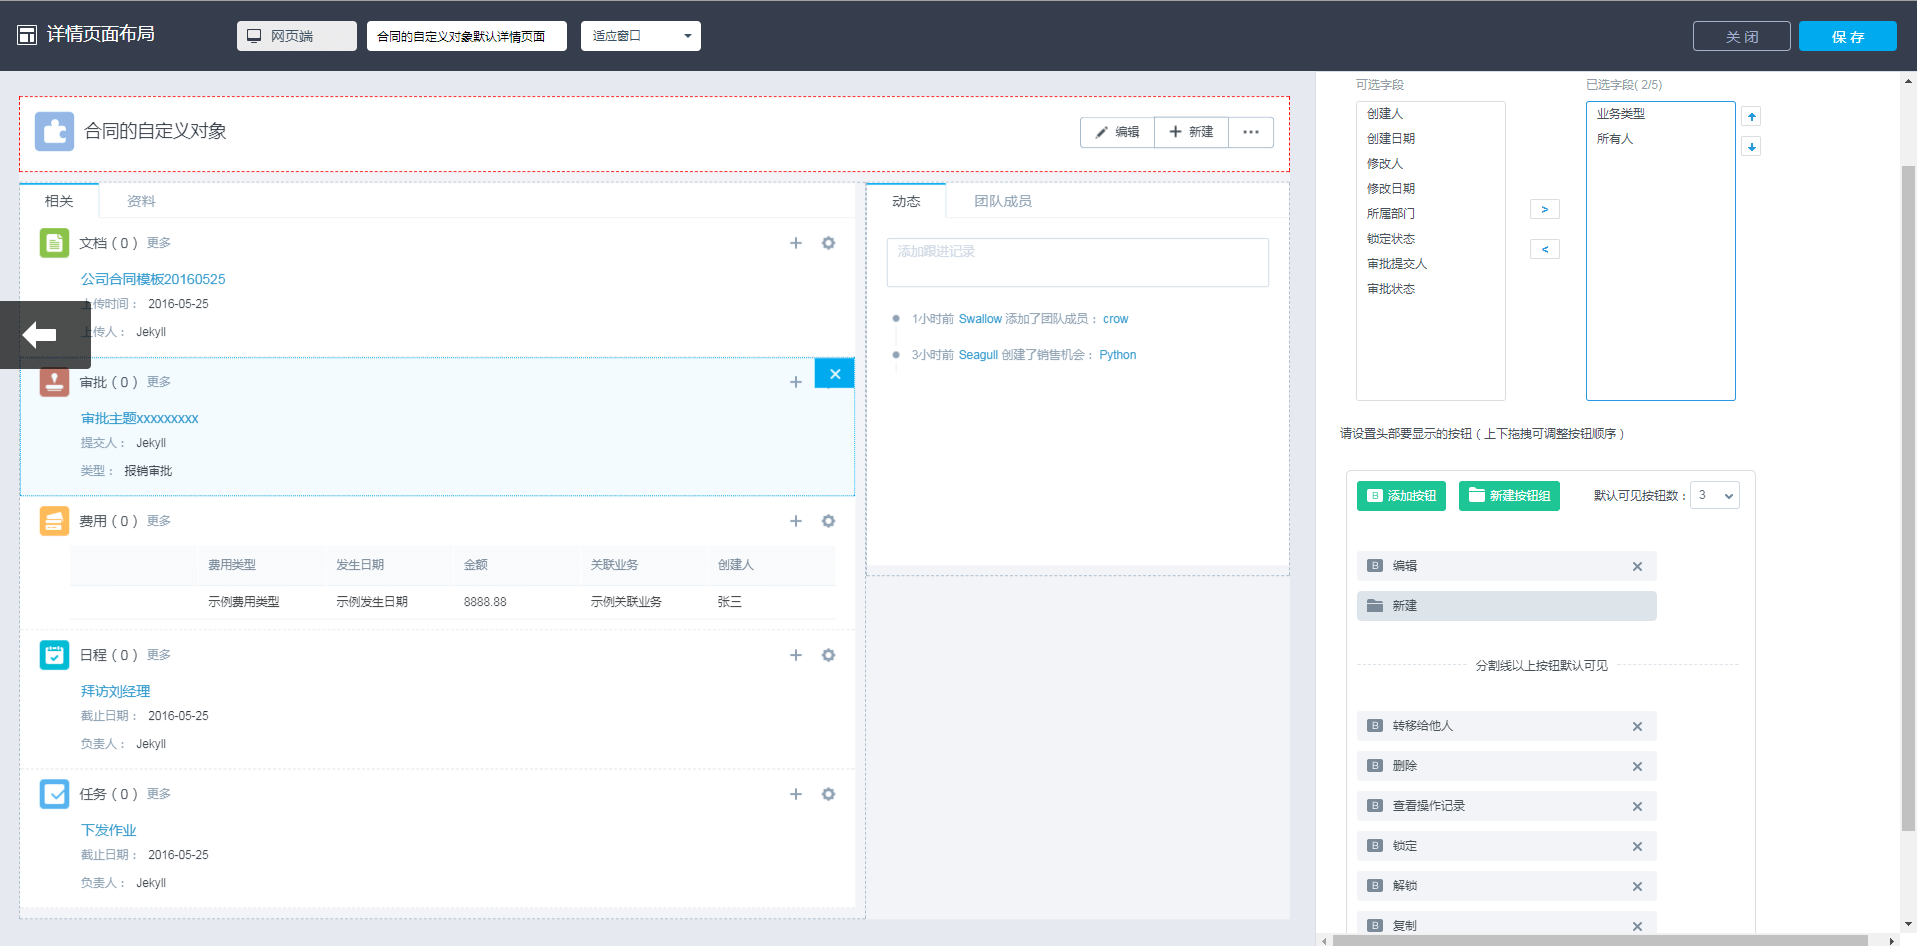 详情页面布局
网页端
合同的自定义对象默认详情页面
适应窗口
关 闭
保 存
合同的自定义对象
编辑
新建
相关
资料
文档 ( 0 ) 更多
公司合同模板20160525
上传时间： 2016-05-25
上传人： Jekyll
审批 ( 0 ) 更多
审批主题xxxxxxxxx
提交人： Jekyll
类型： 报销审批
费用 ( 0 ) 更多
费用类型 发生日期 金额 关联业务 创建人
示例费用类型 示例发生日期 8888.88 示例关联业务 张三
日程 ( 0 ) 更多
拜访刘经理
截止日期： 2016-05-25
负责人： Jekyll
任务 ( 0 ) 更多
下发作业
截止日期： 2016-05-25
负责人： Jekyll
动态
团队成员
添加跟进记录
1小时前 Swallow 添加了团队成员： crow
3小时前 Seagull 创建了销售机会： Python
可选字段
创建人
创建日期
修改人
修改日期
所属部门
锁定状态
审批提交人
审批状态
已选字段( 2/5)
业务类型
所有人
请设置头部要显示的按钮 ( 上下拖拽可调整按钮顺序 )
B 添加按钮
新建按钮组
默认可见按钮数： 3
B 编辑
新建
分割线以上按钮默认可见
B 转移给他人
B 删除
B 查看操作记录
B 锁定
B 解锁
B 复制